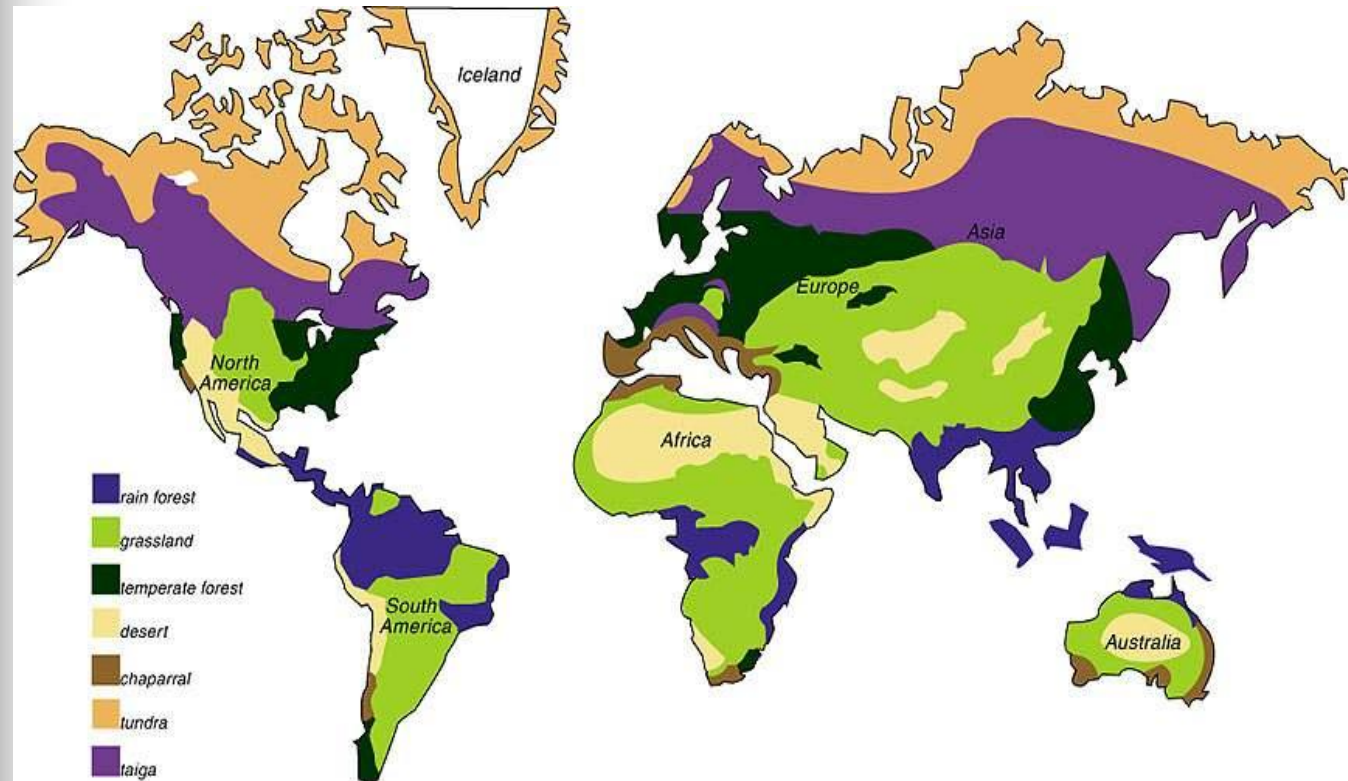 Iceland
Asia
Europe
North
America
Africa
South
America
Australia
rain forest
grassland
temperate forest
desert
chaparral
tundra
taiga